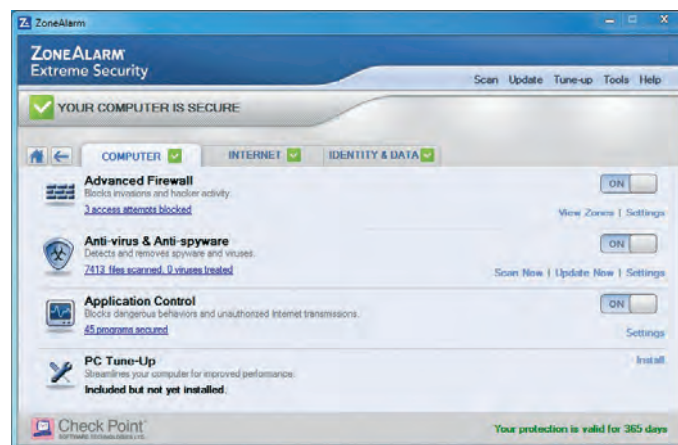 ZoneAlarm
ZONEALARM
Extreme Security
Scan Update Tune-up Tools Help
YOUR COMPUTER IS SECURE
COMPUTER INTERNET IDENTITY & DATA
Advanced Firewall
ON
Blocks invasions and hacker activity.
3 access attempts blocked
View Zones | Settings
Anti-virus & Anti-spyware
ON
Detects and removes spyware and viruses.
7413 files scanned, 0 viruses treated
Scan Now | Update Now | Settings
Application Control
ON
Blocks dangerous behaviors and unauthorized Internet transmissions.
45 programs secured
Settings
PC Tune-Up
Install
Streamlines your computer for improved performance.
Included but not yet installed.
Check Point
SOFTWARE TECHNOLOGIES LTD.
Your protection is valid for 365 days